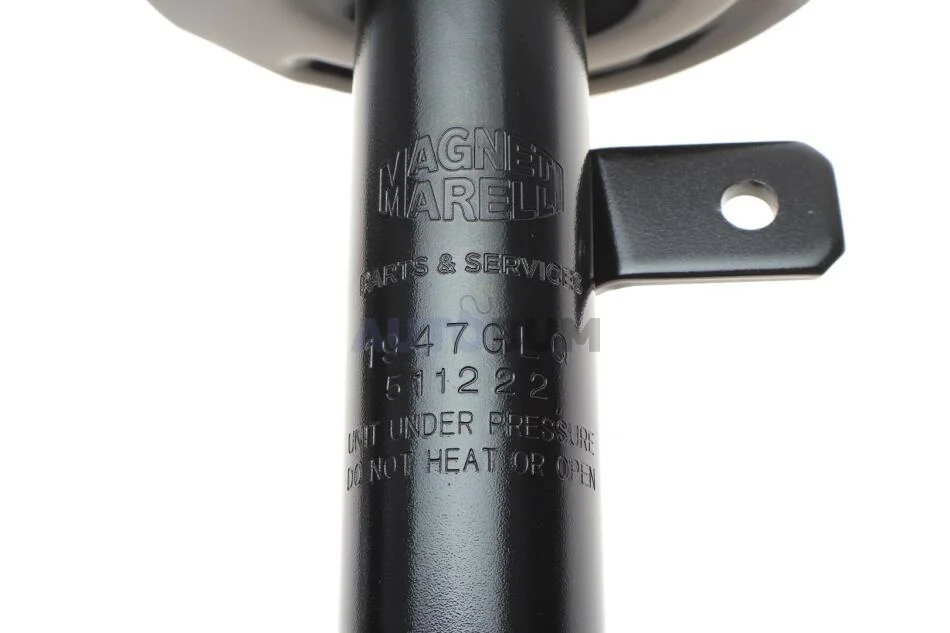 MAGNETI
MARELLI
PARTS & SERVICES
1947GLQ
511222
UNIT UNDER PRESSURE
DO NOT HEAT OR OPEN